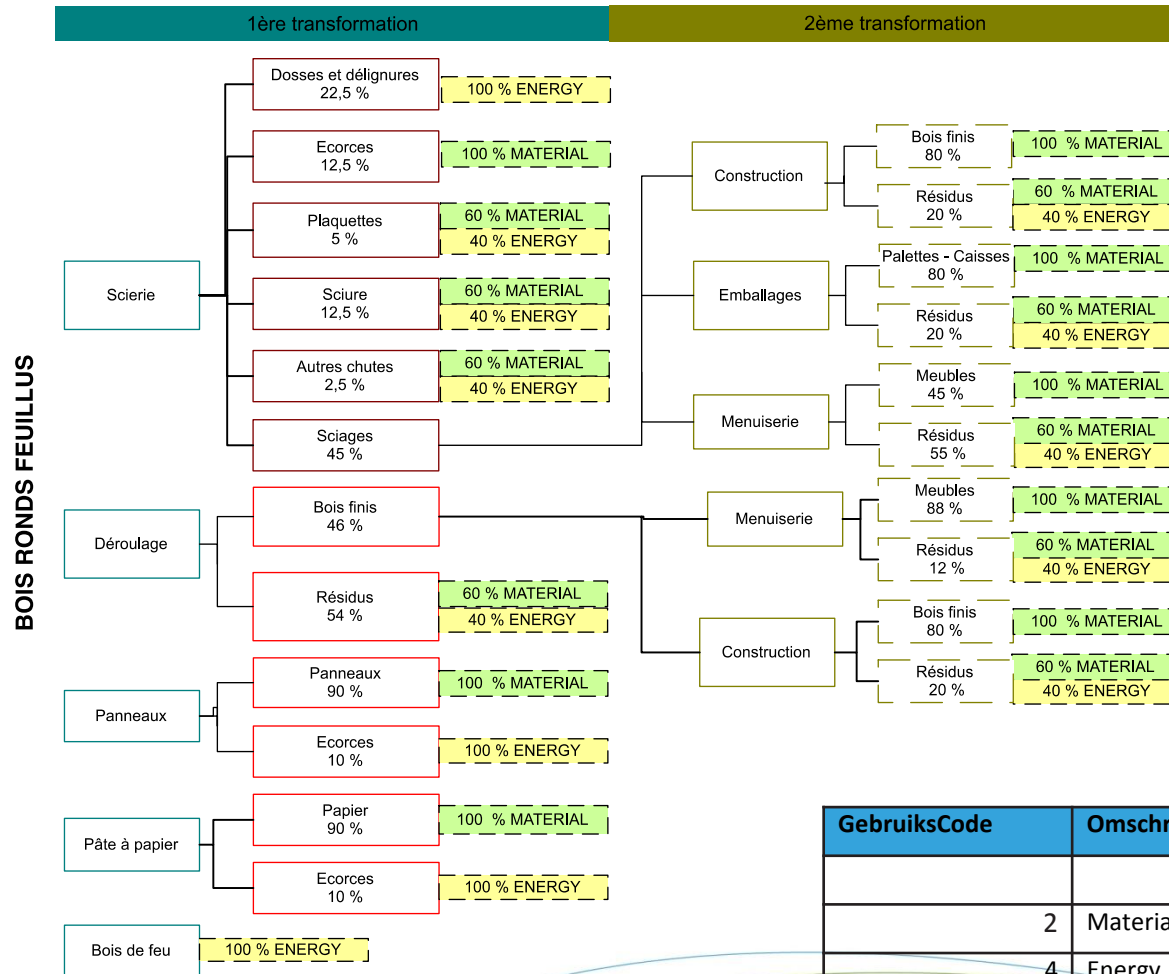 1ère transformation
2ème transformation
BOIS RONDS FEUILLUS
Scierie
Dosses et délignures
22,5 %
100 % ENERGY
Ecorces
12,5 %
100 % MATERIAL
Plaquettes
5 %
60 % MATERIAL
40 % ENERGY
Sciure
12,5 %
60 % MATERIAL
40 % ENERGY
Autres chutes
2,5 %
60 % MATERIAL
40 % ENERGY
Sciages
45 %
Construction
Bois finis
80 %
100 % MATERIAL
Résidus
20 %
60 % MATERIAL
40 % ENERGY
Emballages
Palettes - Caisses
80 %
100 % MATERIAL
Résidus
20 %
60 % MATERIAL
40 % ENERGY
Menuiserie
Meubles
45 %
100 % MATERIAL
Résidus
55 %
60 % MATERIAL
40 % ENERGY
Déroulage
Bois finis
46 %
Résidus
54 %
60 % MATERIAL
40 % ENERGY
Menuiserie
Meubles
88 %
100 % MATERIAL
Résidus
12 %
60 % MATERIAL
40 % ENERGY
Construction
Bois finis
80 %
100 % MATERIAL
Résidus
20 %
60 % MATERIAL
40 % ENERGY
Panneaux
Panneaux
90 %
100 % MATERIAL
Ecorces
10 %
100 % ENERGY
Pâte à papier
Papier
90 %
100 % MATERIAL
Ecorces
10 %
100 % ENERGY
Bois de feu
100 % ENERGY
GebruiksCode
2
4 Energy